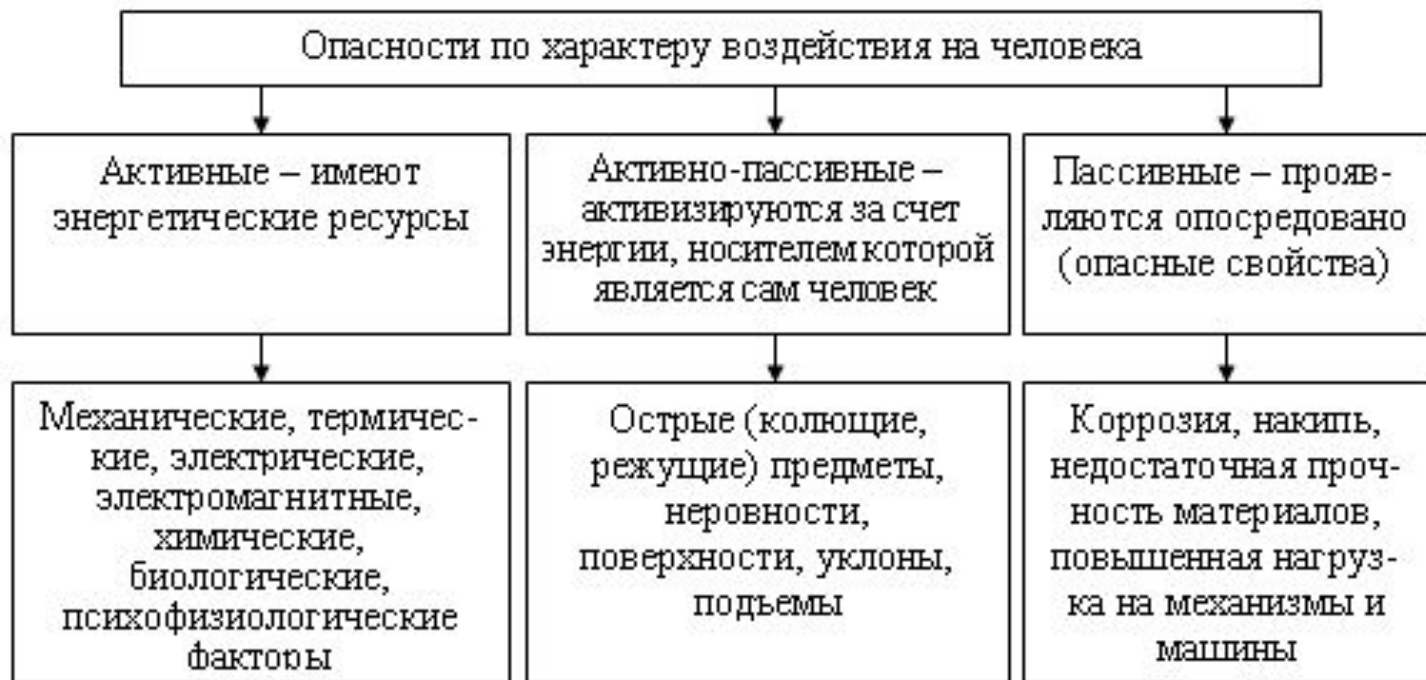 Опасности по характеру воздействия на человека
Активные – имеют
энергетические ресурсы
Активно-пассивные –
активизируются за счет
энергии, носителем которой
является сам человек
Пассивные – прояв-
ляются опосредовано
(опасные свойства)
Механические, термичес-
кие, электрические,
электромагнитные,
химические,
биологические,
психофизиологические
факторы
Острые (колющие,
режущие) предметы,
неровности,
поверхности, уклоны,
подъемы
Коррозия, накипь,
недостаточная проч-
ность материалов,
повышенная нагруз-
ка на механизмы и
машины